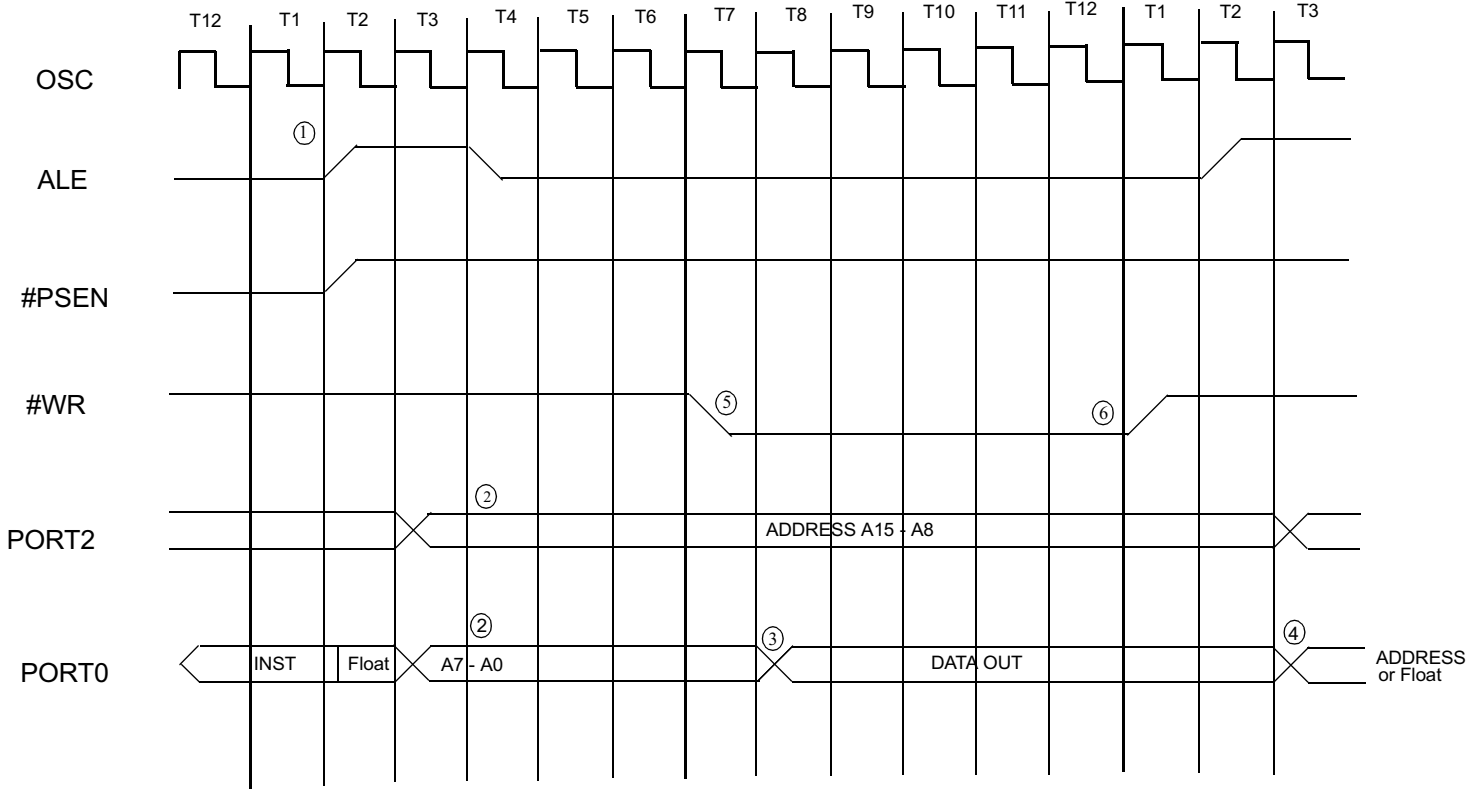 T12 T1 T2 T3 T4 T5 T6 T7 T8 T9 T10 T11 T12 T1 T2 T3
OSC
①
ALE
#PSEN
#WR ⑤ ⑥
②
PORT2 ADDRESS A15 - A8
② ③ ④
PORT0 INST Float A7 - A0 DATA OUT ADDRESS
or Float